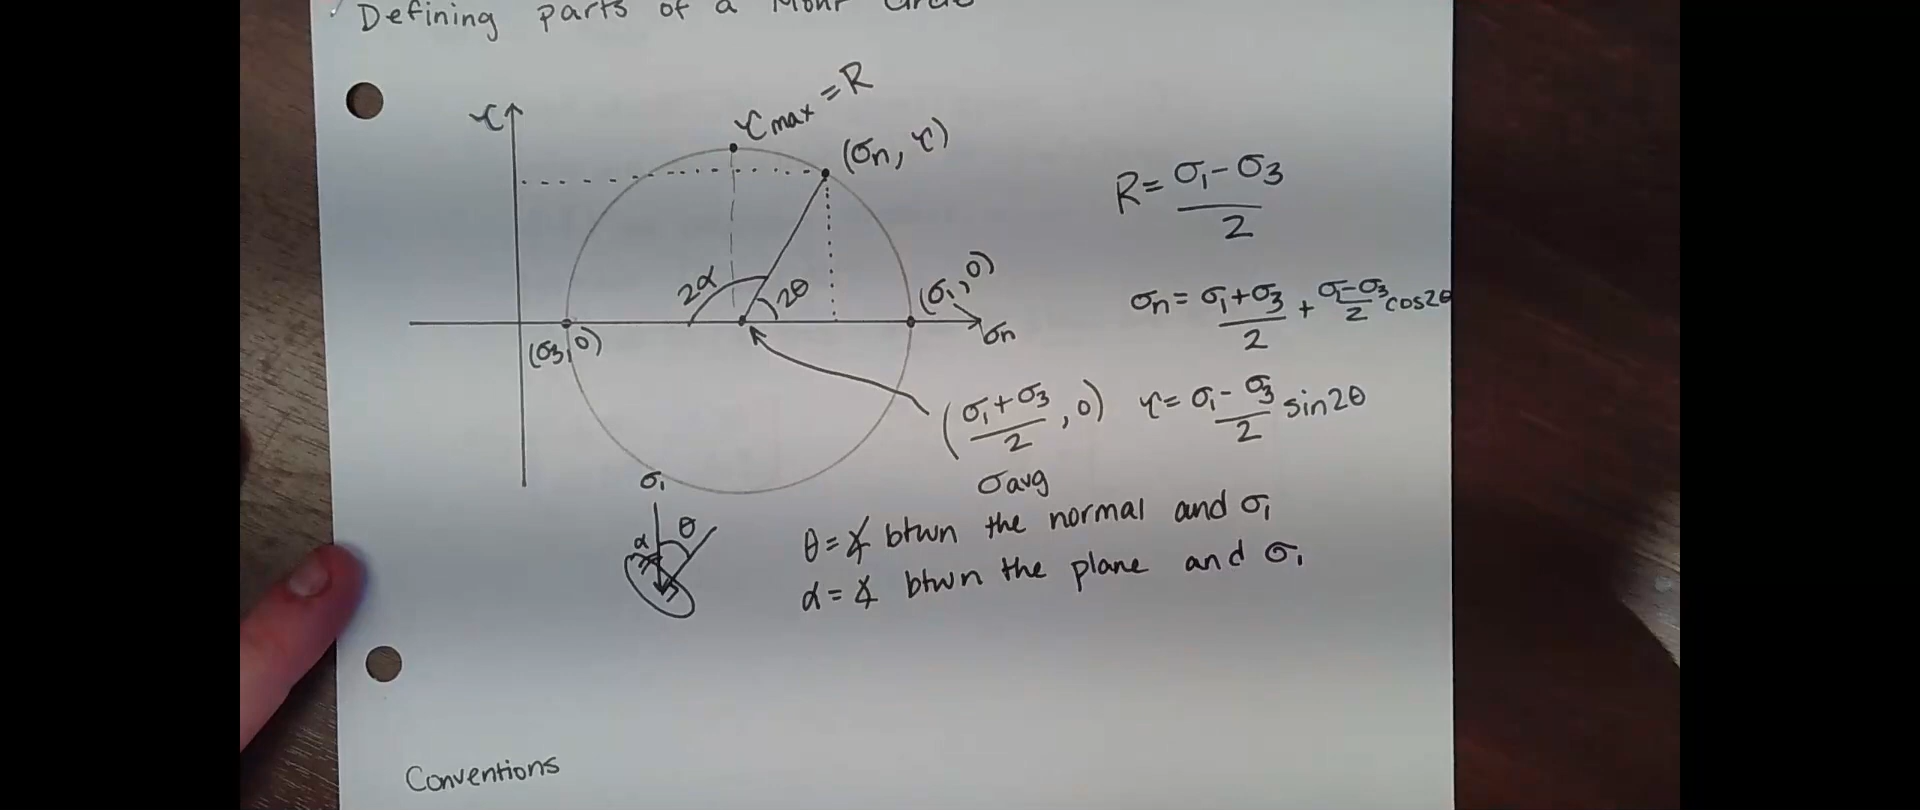 Defining parts of a Mohr Circle
τ
τmax = R
(σn, τ)
2α
2θ
(σ1, 0)
σn
(σ3, 0)
(σ1+σ3/2, 0)
σavg
R = σ1-σ3/2
σn = σ1+σ3/2 + σ1-σ3/2 cos2θ
τ = σ1-σ3/2 sin2θ
σ1
α θ
θ = ∡ btwn the normal and σ1
α = ∡ btwn the plane and σ1
Conventions